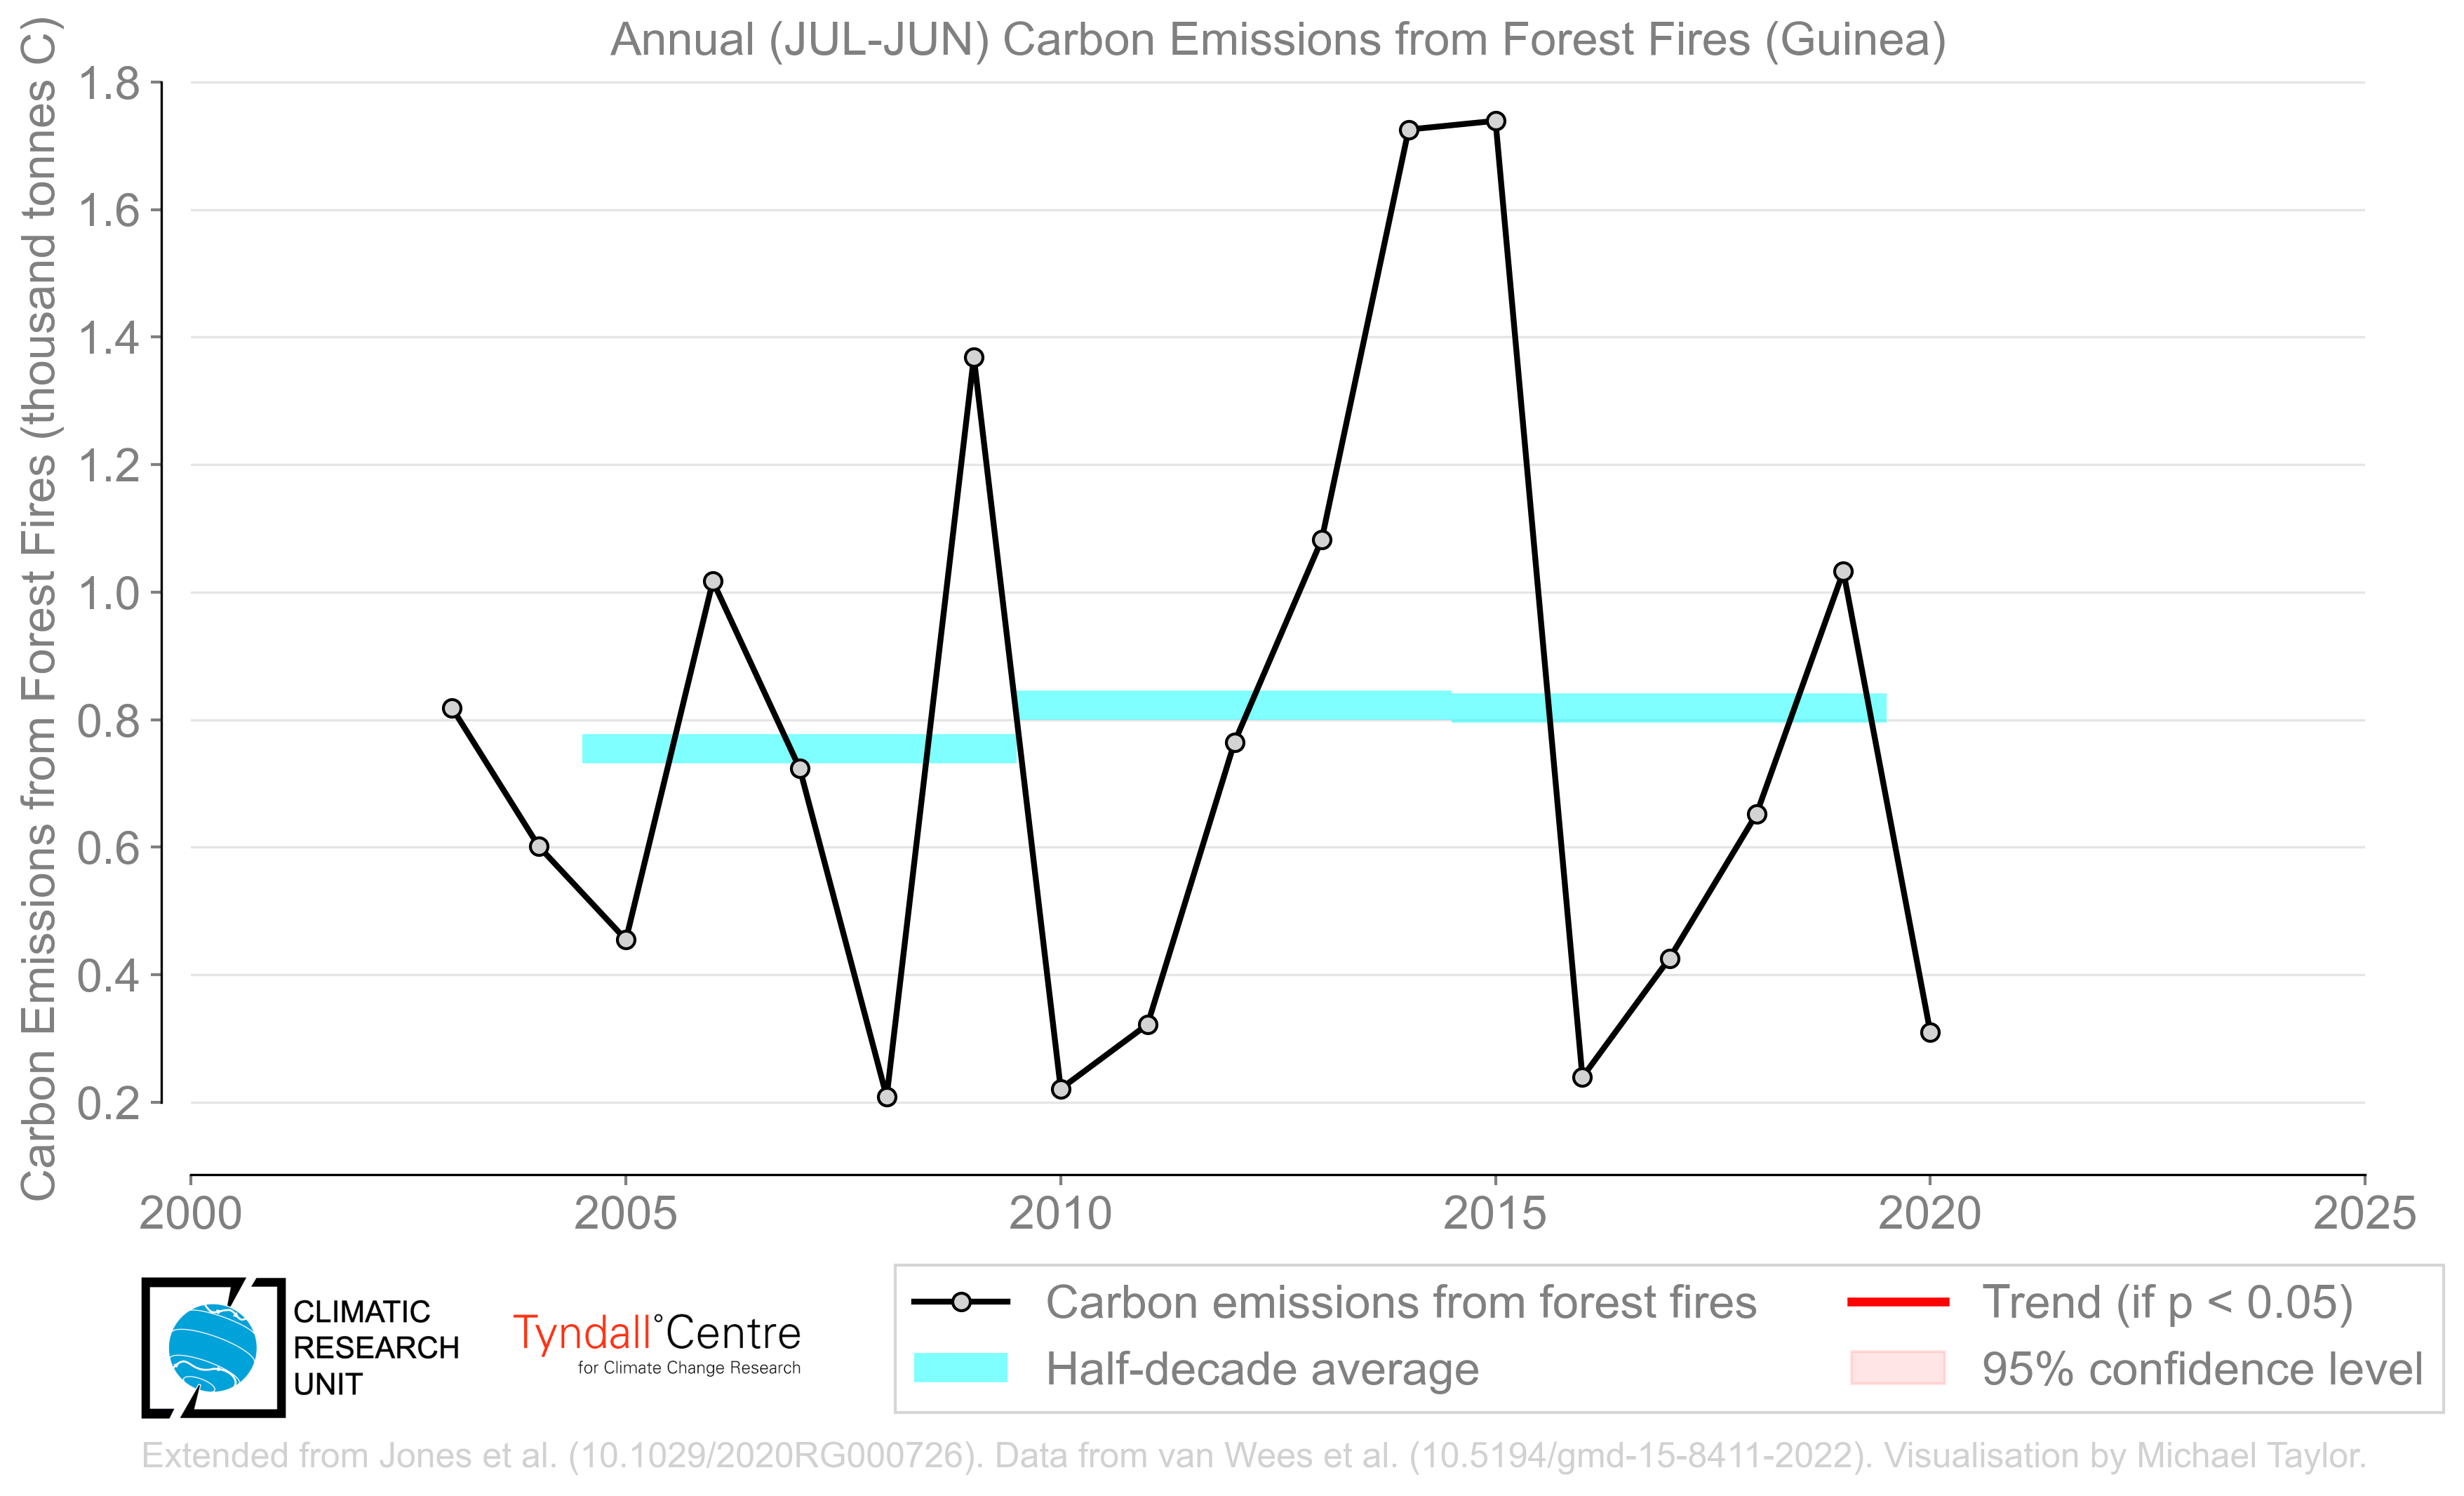 Annual (JUL-JUN) Carbon Emissions from Forest Fires (Guinea)
Carbon Emissions from Forest Fires (thousand tonnes C)
1.8
1.6
1.4
1.2
1.0
0.8
0.6
0.4
0.2
2000
2005
2010
2015
2020
2025
CLIMATIC
RESEARCH
UNIT
Tyndall°Centre
for Climate Change Research
Carbon emissions from forest fires
Half-decade average
Trend (if p < 0.05)
95% confidence level
Extended from Jones et al. (10.1029/2020RG000726). Data from van Wees et al. (10.5194/gmd-15-8411-2022). Visualisation by Michael Taylor.